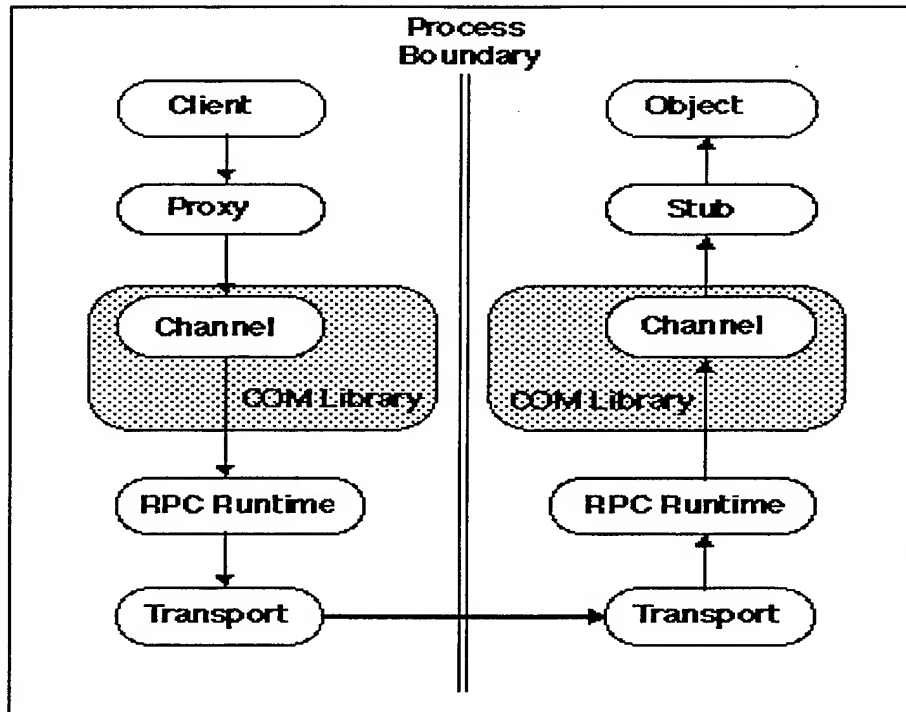 Process
Boundary
Client
Object
Proxy
Stub
Channel
Channel
COM Library
COM Library
RPC Runtime
RPC Runtime
Transport
Transport